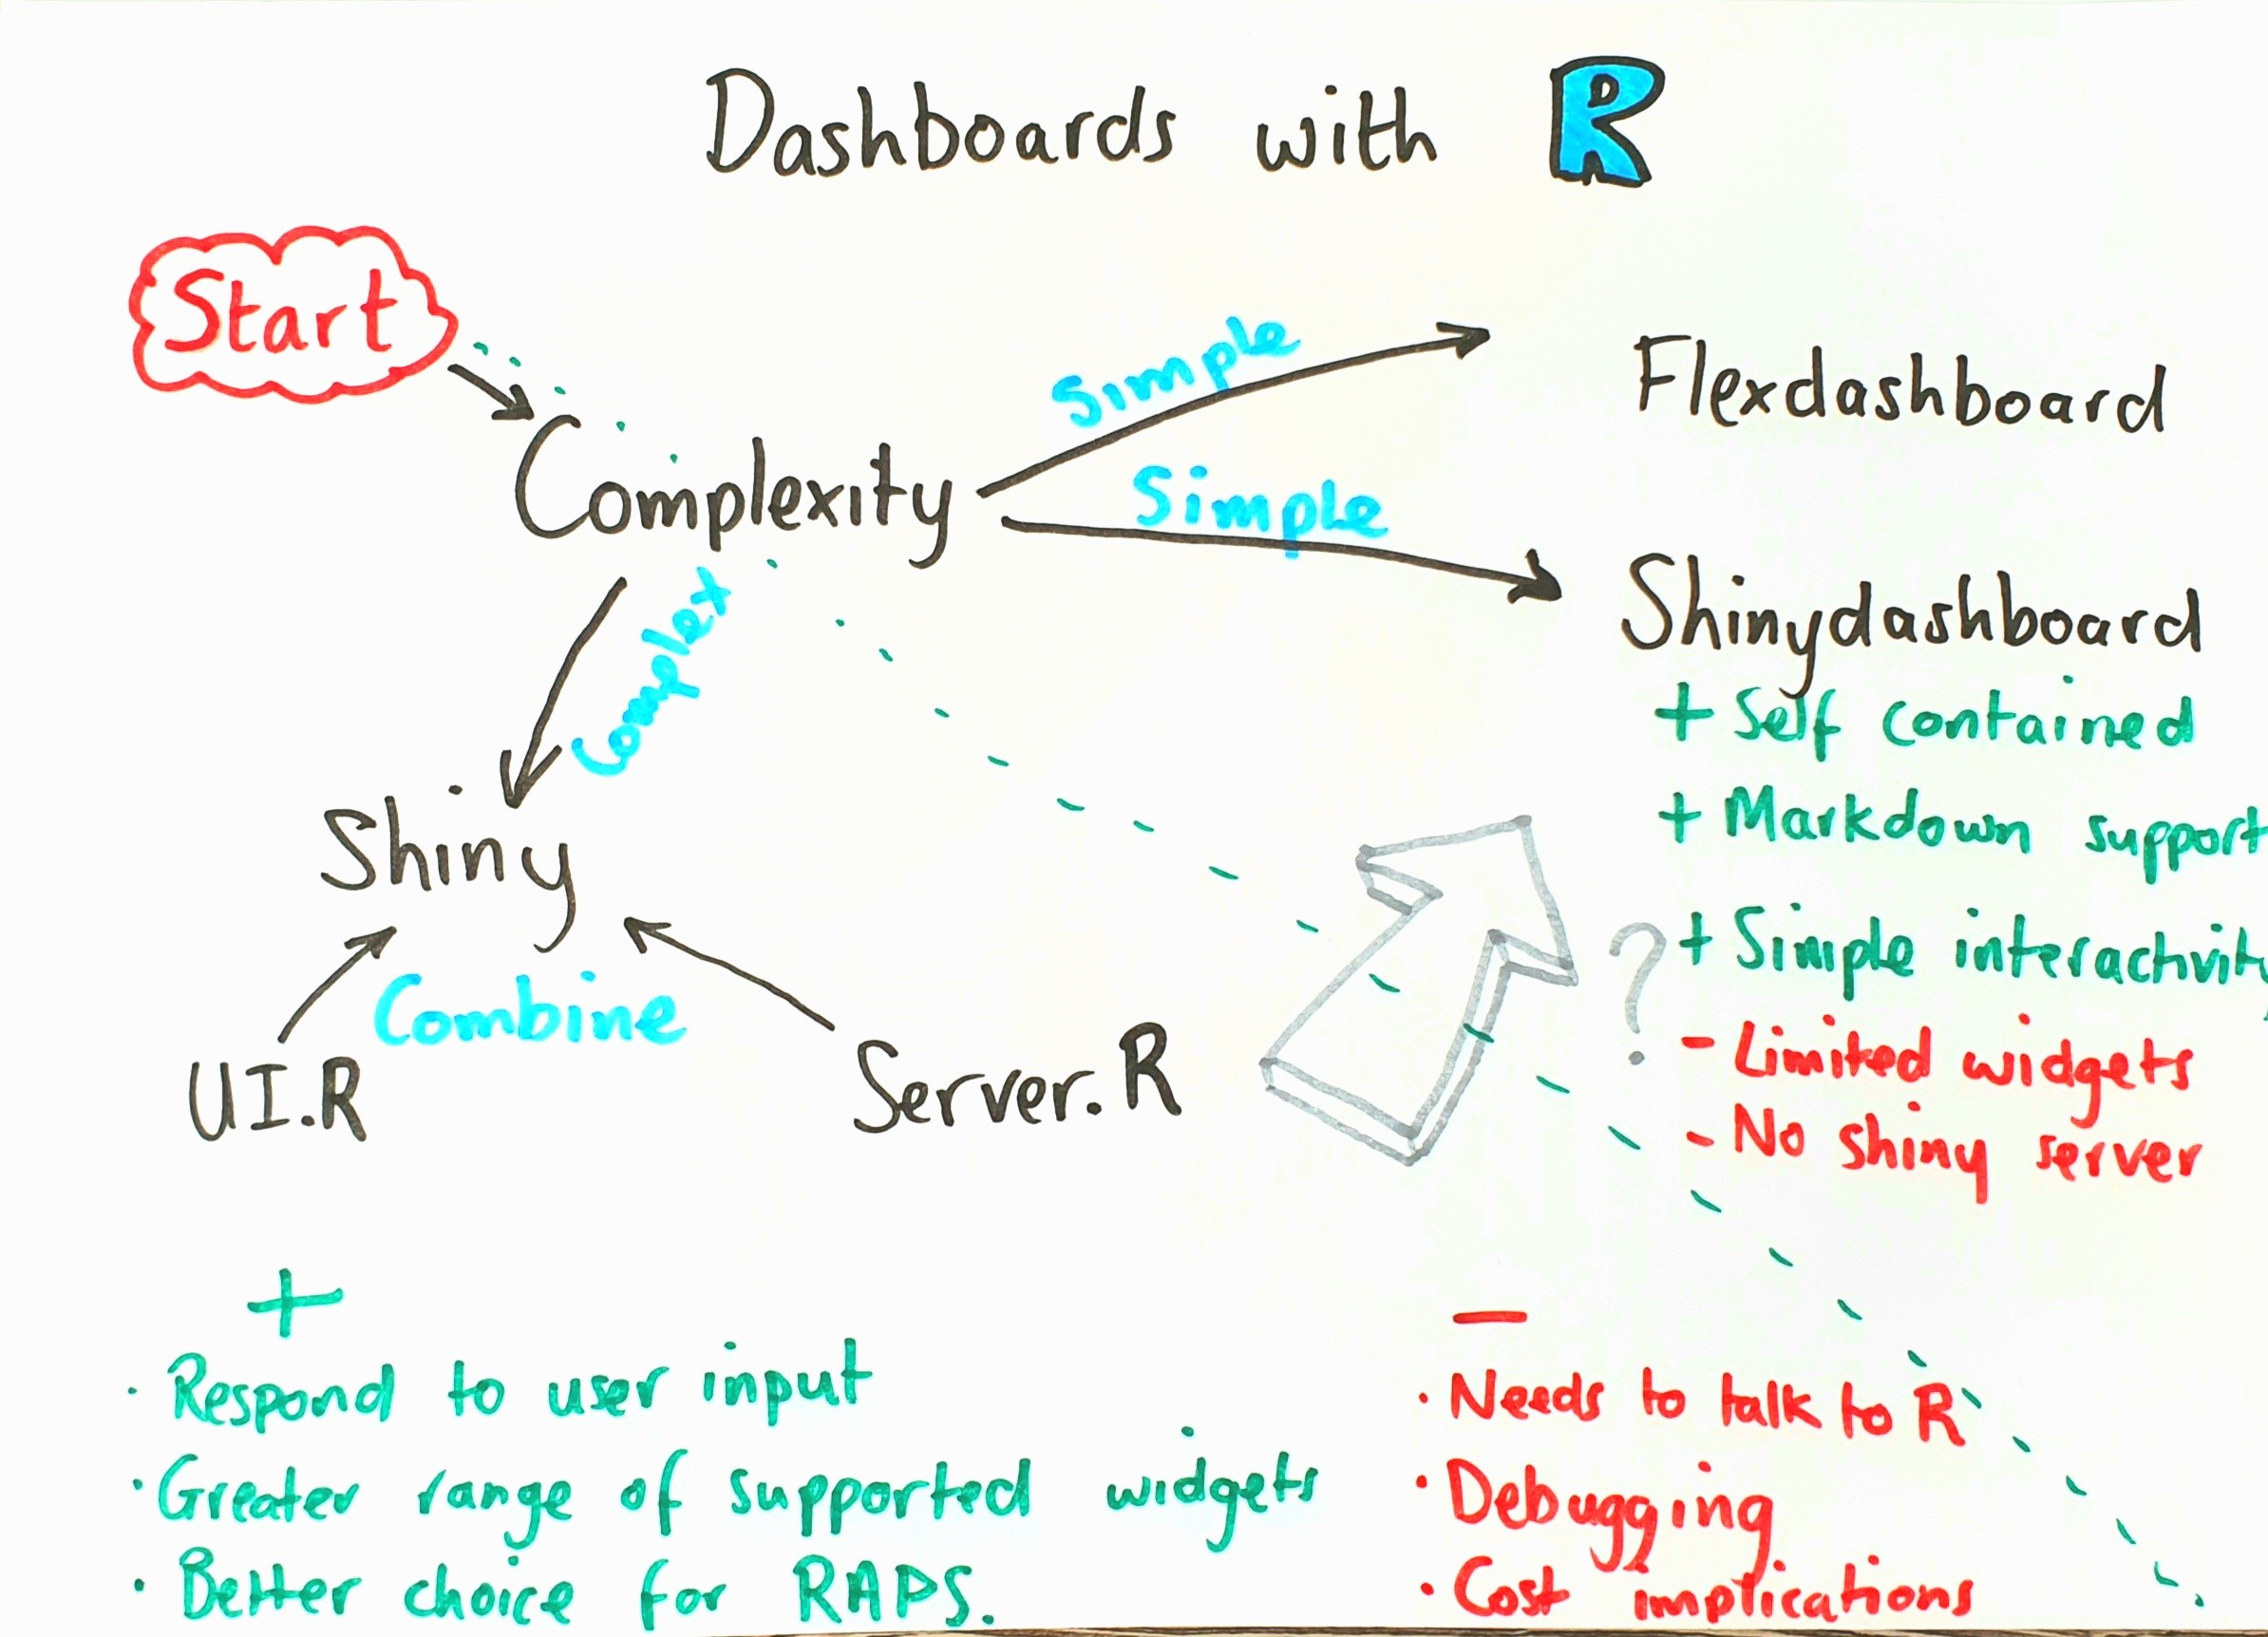 Dashboards with R
Start
Simple
Flexdashboard
Complexity
Simple
Shinydashboard
+ Self contained
+ Markdown support
+ Simple interactivity
- Limited widgets
- No shiny server
?
Complex
Shiny
Combine
UI.R
Server.R
+
· Respond to user input
· Greater range of supported widgets
· Better choice for RAPS.
-
· Needs to talk to R
· Debugging
· Cost implications